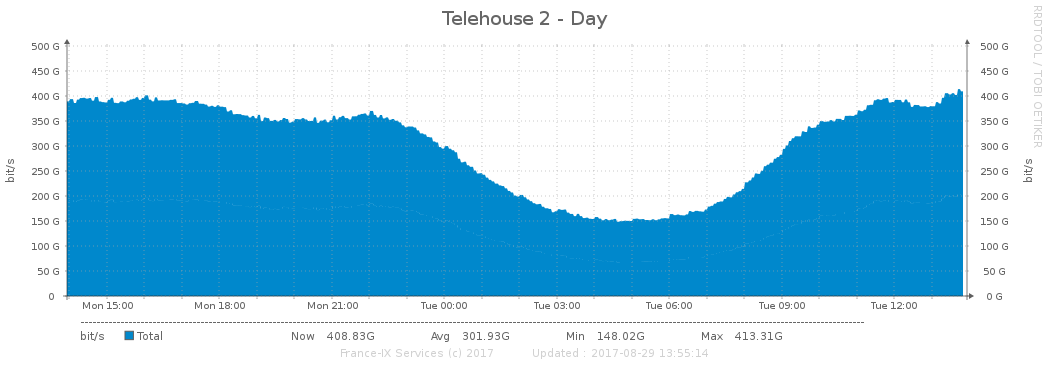 Telehouse 2 - Day
RRDTOOL / TOBI OETIKER
500 G 500 G
450 G 450 G
400 G 400 G
350 G 350 G
300 G 300 G
250 G 250 G
200 G 200 G
150 G 150 G
100 G 100 G
50 G 50 G
0 0 G
bit/s bit/s
Mon 15:00 Mon 18:00 Mon 21:00 Tue 00:00 Tue 03:00 Tue 06:00 Tue 09:00 Tue 12:00
bit/s Total Now 408.83G Avg 301.93G Min 148.02G Max 413.31G
France-IX Services (c) 2017 Updated : 2017-08-29 13:55:14